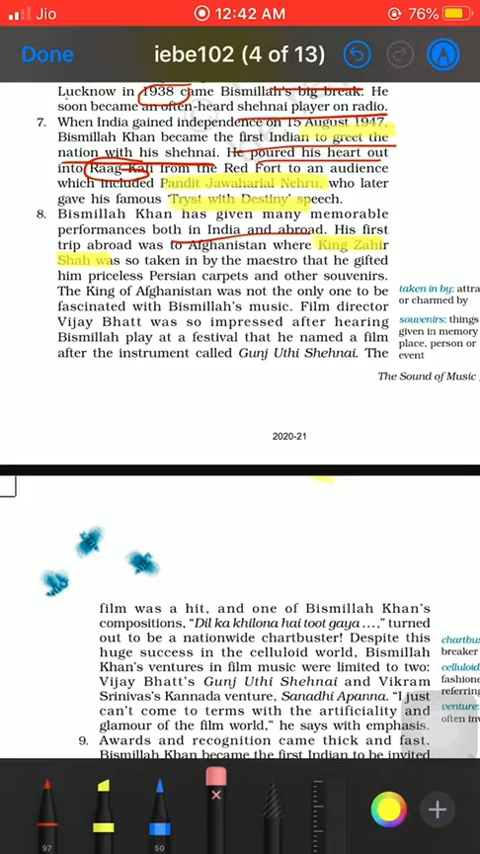 Jio
12:42 AM
76%
Done
iebe102 (4 of 13)
Lucknow in 1938 came Bismillah's big break. He
soon became an often-heard shehnai player on radio.
7. When India gained independence on 15 August 1947,
Bismillah Khan became the first Indian to greet the
nation with his shehnai. He poured his heart out
into Raag Kafi from the Red Fort to an audience
which included Pandit Jawaharlal Nehru, who later
gave his famous ‘Tryst with Destiny’ speech.
8. Bismillah Khan has given many memorable
performances both in India and abroad. His first
trip abroad was to Afghanistan where King Zahir
Shah was so taken in by the maestro that he gifted
him priceless Persian carpets and other souvenirs.
The King of Afghanistan was not the only one to be
fascinated with Bismillah's music. Film director
Vijay Bhatt was so impressed after hearing
Bismillah play at a festival that he named a film
after the instrument called Gunj Uthi Shehnai. The
taken in by: attra
or charmed by
souvenirs: things
given in memory
place, person or
event
The Sound of Music
2020-21
film was a hit, and one of Bismillah Khan's
compositions, “Dil ka khilona hai toot gaya ...,” turned
out to be a nationwide chartbuster! Despite this
huge success in the celluloid world, Bismillah
Khan's ventures in film music were limited to two:
Vijay Bhatt's Gunj Uthi Shehnai and Vikram
Srinivas's Kannada venture, Sanadhi Apanna. “I just
can't come to terms with the artificiality and
glamour of the film world,” he says with emphasis.
9. Awards and recognition came thick and fast.
Bismillah Khan became the first Indian to be invited
chartbus
breaker
celluloid
fashione
referring
venture:
often inv
97
50